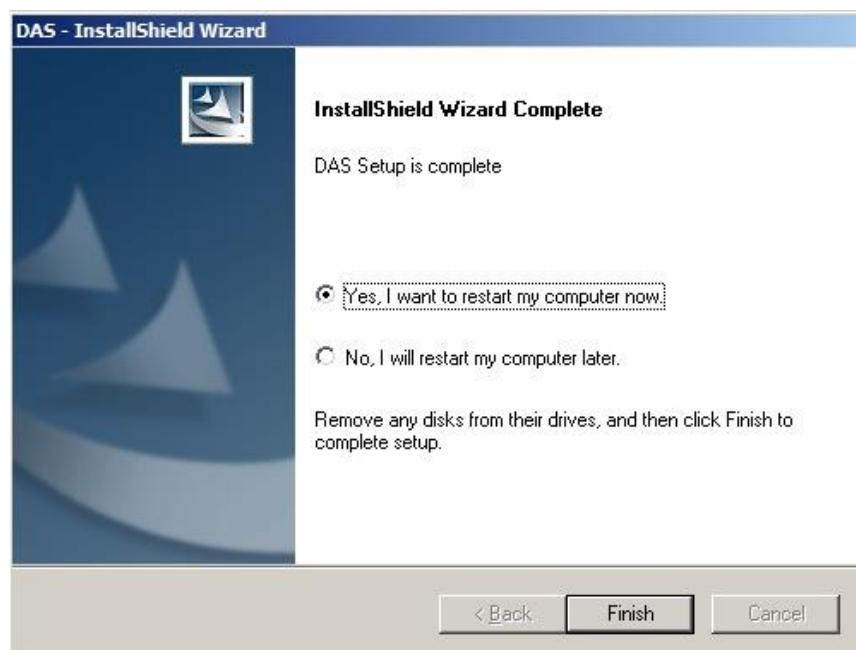 DAS - InstallShield Wizard
InstallShield Wizard Complete
DAS Setup is complete
Yes, I want to restart my computer now.
No, I will restart my computer later.
Remove any disks from their drives, and then click Finish to
complete setup.
< Back Finish Cancel